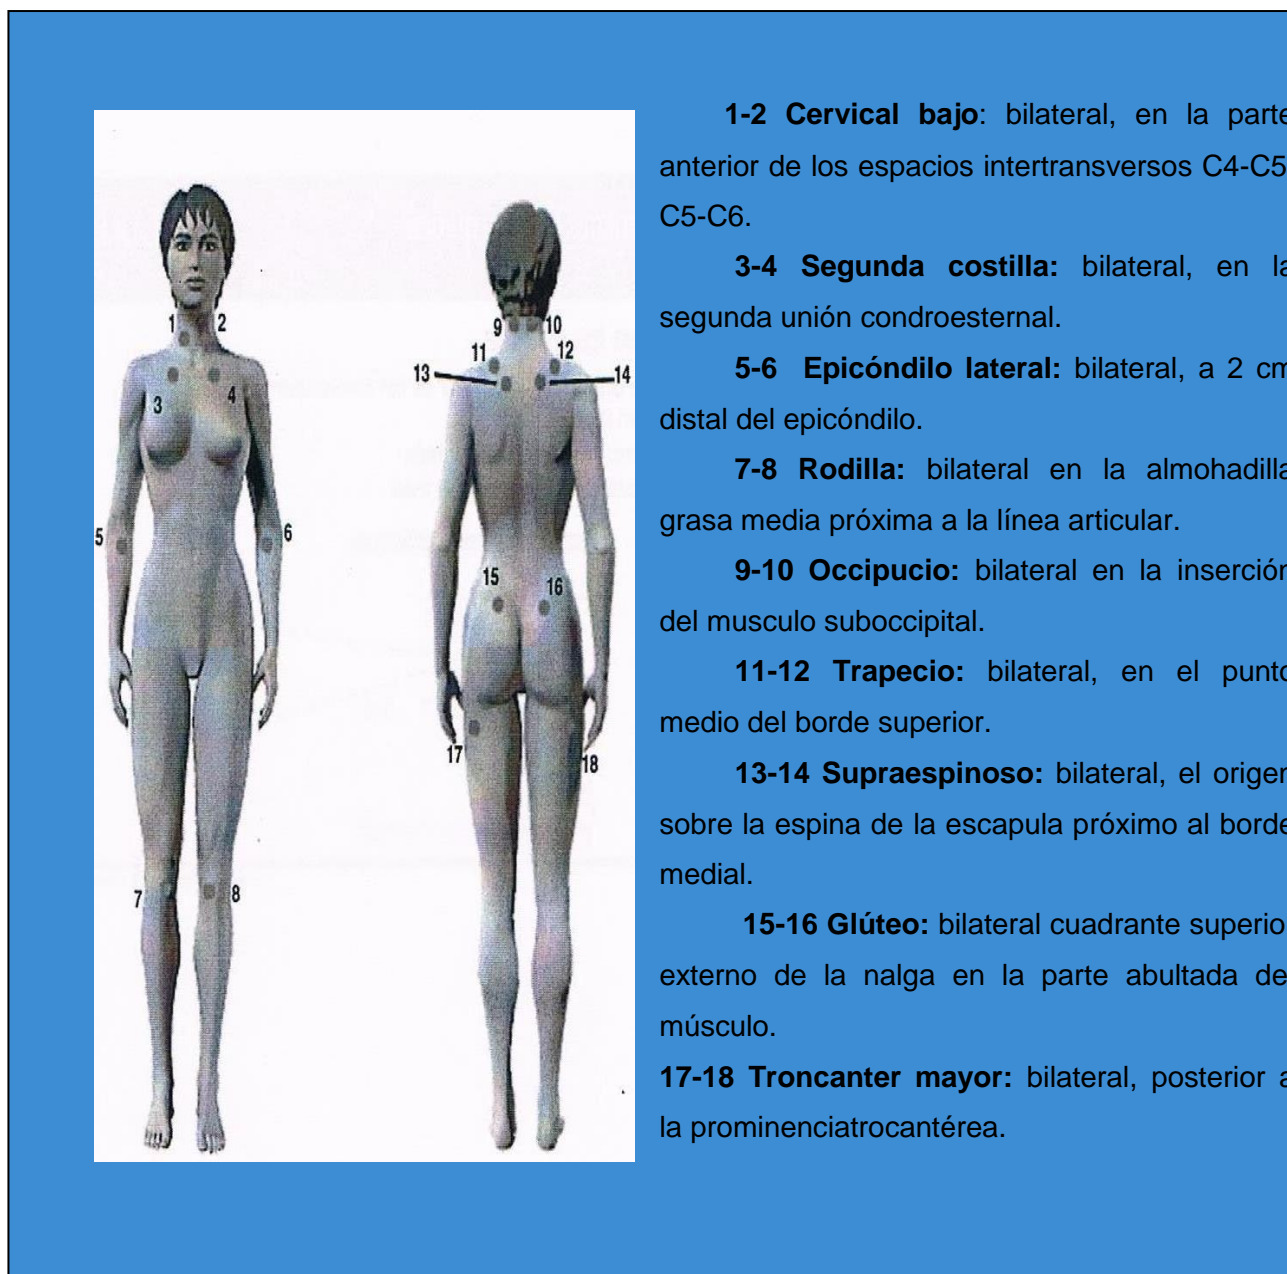 1 2
3 4
5 6
7 8
9 10
11 12
13 14
15 16
17 18
1-2 Cervical bajo: bilateral, en la parte
anterior de los espacios intertransversos C4-C5
C5-C6.
3-4 Segunda costilla: bilateral, en la
segunda unión condroesternal.
5-6 Epicóndilo lateral: bilateral, a 2 cm
distal del epicóndilo.
7-8 Rodilla: bilateral en la almohadilla
grasa media próxima a la línea articular.
9-10 Occipucio: bilateral en la inserción
del musculo suboccipital.
11-12 Trapecio: bilateral, en el punto
medio del borde superior.
13-14 Supraespinoso: bilateral, el origen
sobre la espina de la escapula próximo al borde
medial.
15-16 Glúteo: bilateral cuadrante superio
externo de la nalga en la parte abultada de
músculo.
17-18 Troncanter mayor: bilateral, posterior a
la prominenciatrocantérea.